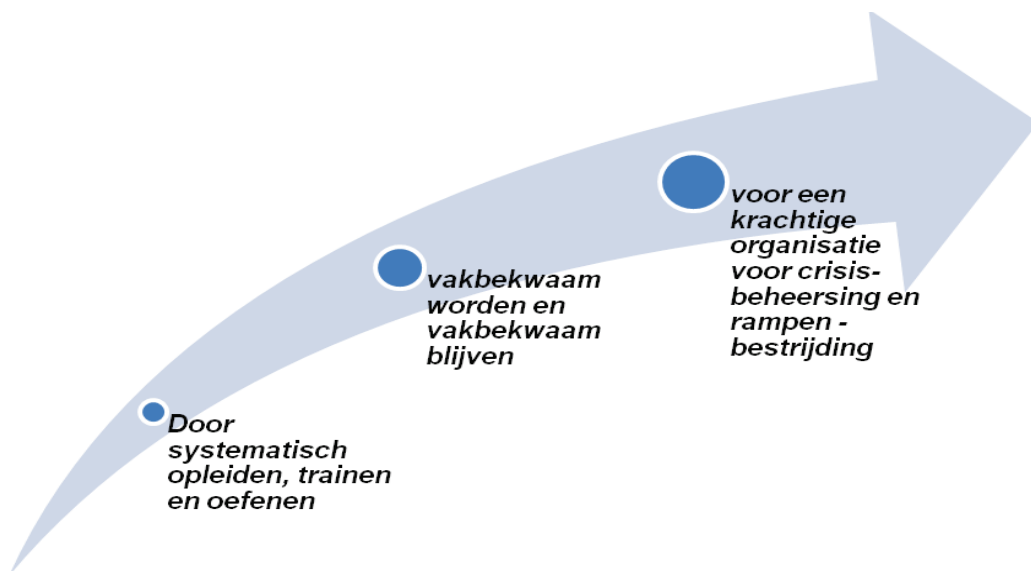 Door
systematisch
opleiden, trainen
en oefenen
vakbekwaam
worden en
vakbekwaam
blijven
voor een
krachtige
organisatie
voor crisis-
beheersing en
rampen -
bestrijding